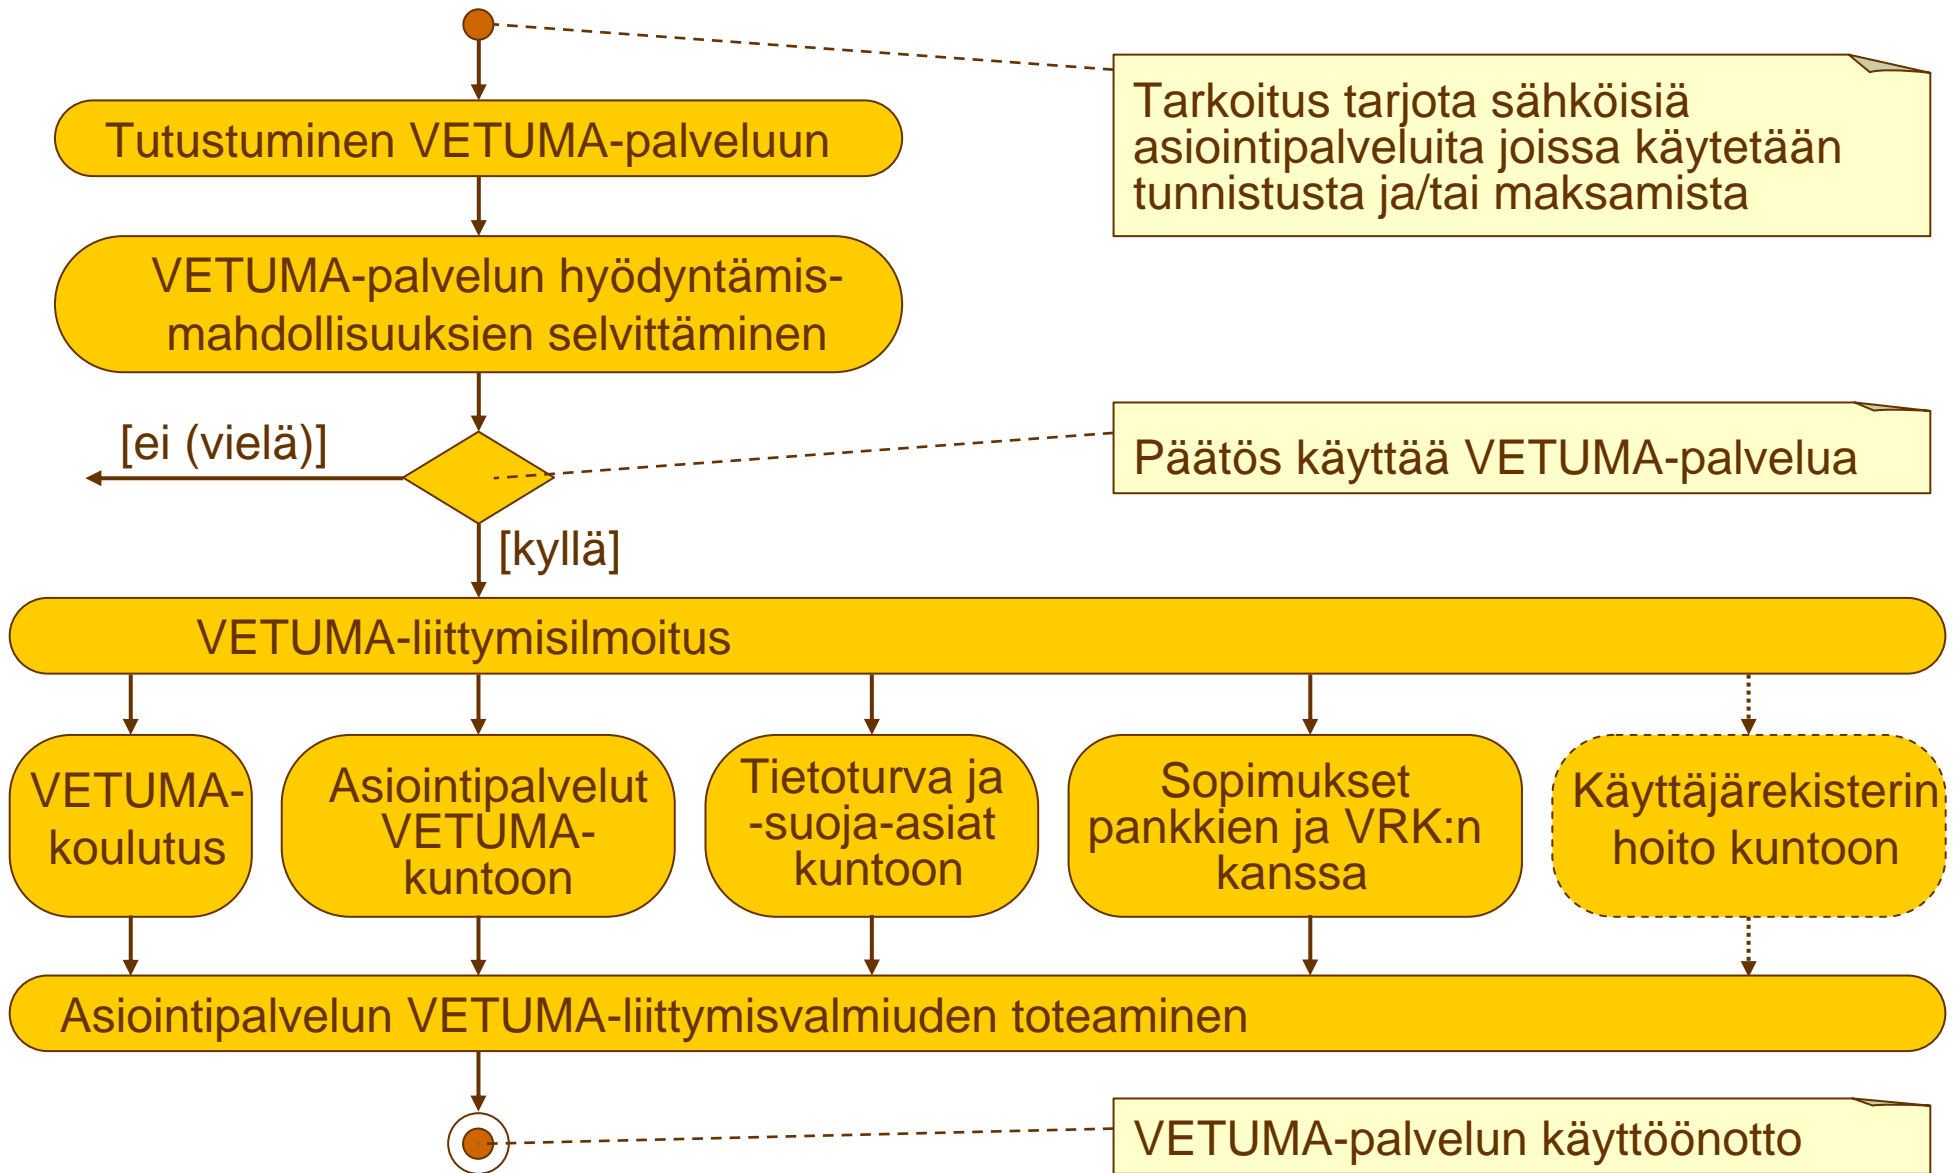 Tarkoitus tarjota sähköisiä
asiointipalveluita joissa käytetään
tunnistusta ja/tai maksamista
Tutustuminen VETUMA-palveluun
VETUMA-palvelun hyödyntämis-
mahdollisuuksien selvittäminen
[ei (vielä)]
Päätös käyttää VETUMA-palvelua
[kyllä]
VETUMA-liittymisilmoitus
VETUMA-
koulutus
Asiointipalvelut
VETUMA-
kuntoon
Tietoturva ja
-suoja-asiat
kuntoon
Sopimukset
pankkien ja VRK:n
kanssa
Käyttäjärekisterin
hoito kuntoon
Asiointipalvelun VETUMA-liittymisvalmiuden toteaminen
VETUMA-palvelun käyttöönotto